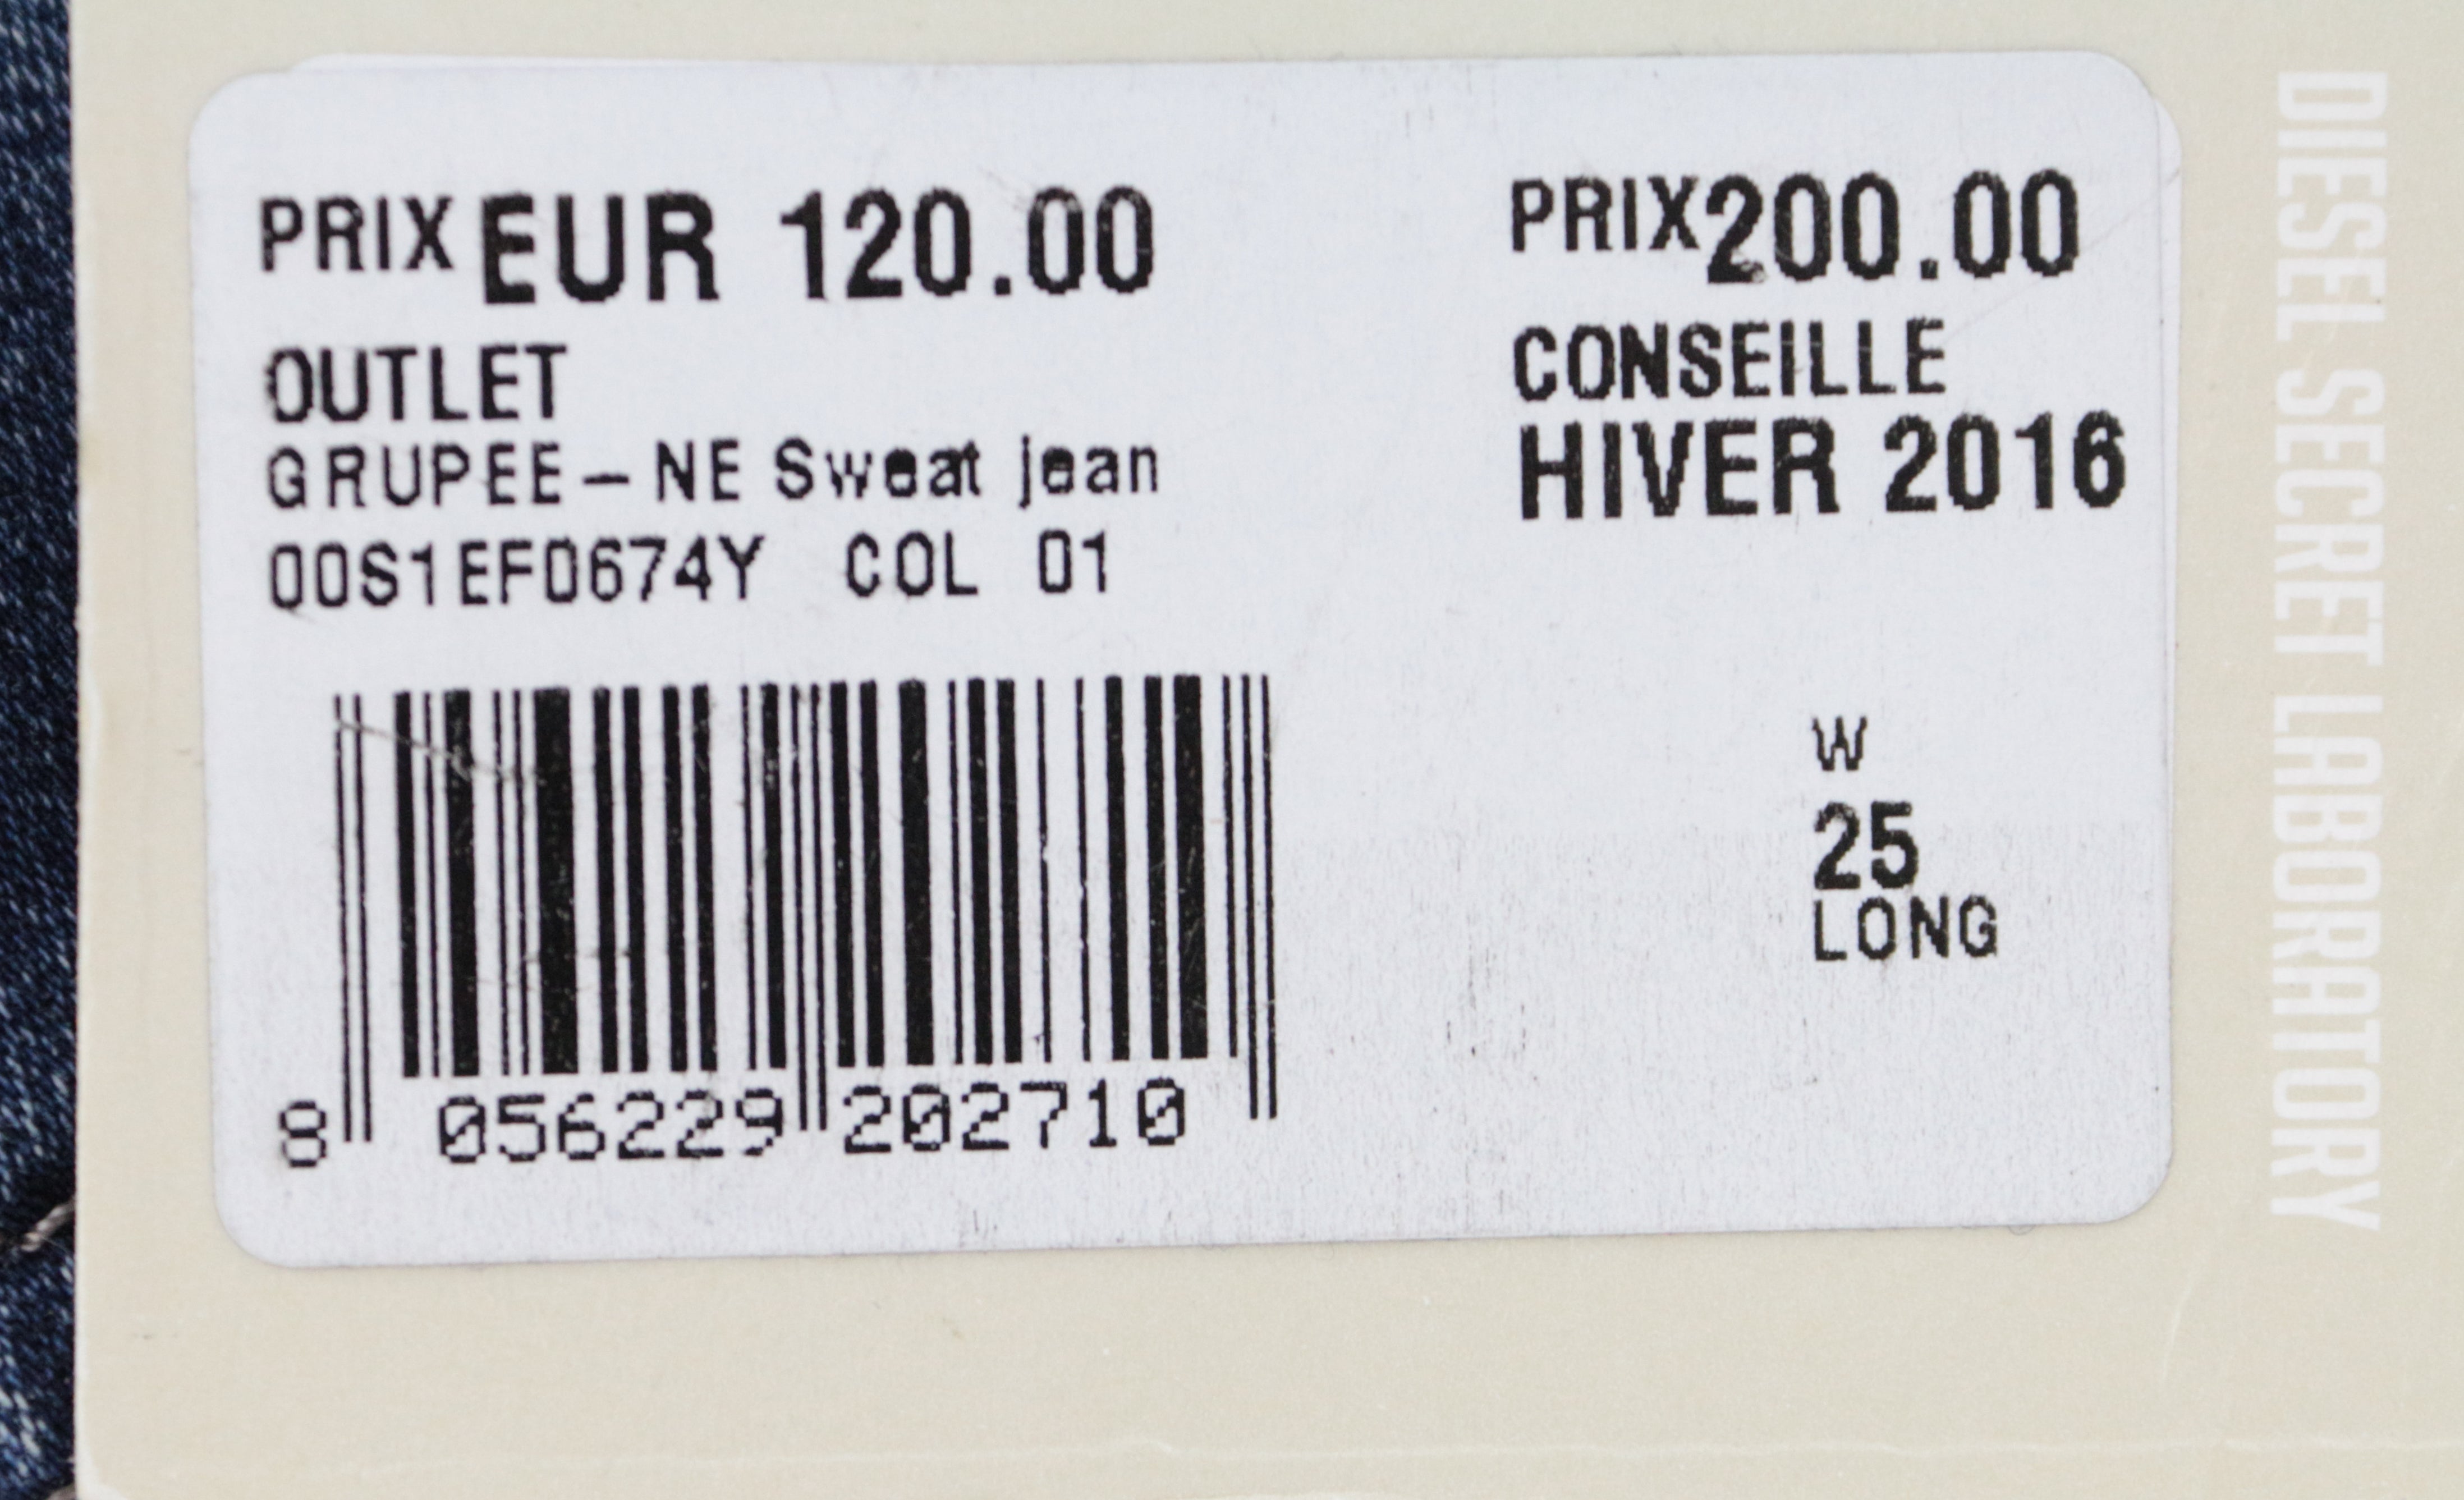 PRIX EUR 120.00
OUTLET
GRUPEE - NE Sweat jean
00S1EF0674Y COL 01
8 056229 202710
PRIX 200.00
CONSEILLE
HIVER 2016
W
25
LONG
DIESEL SECRET LABORATORY